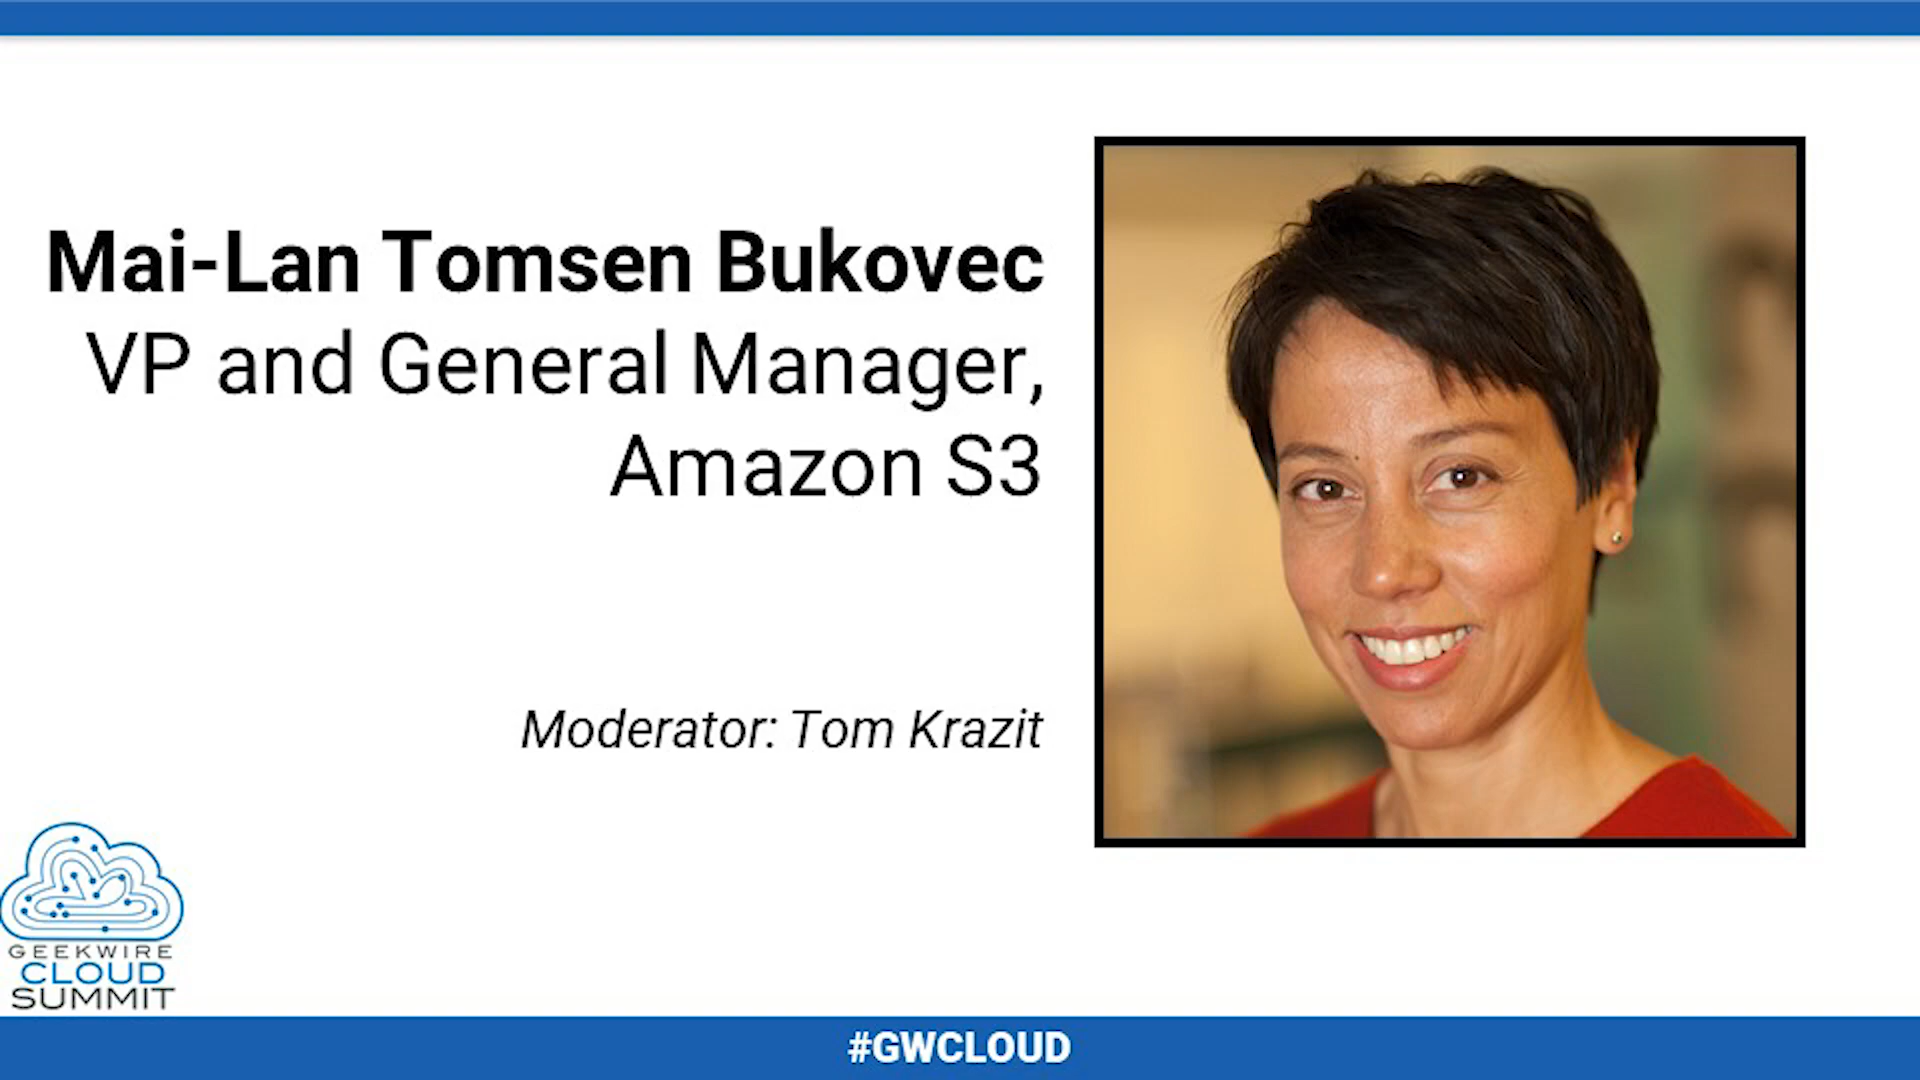 Mai-Lan Tomsen Bukovec
VP and General Manager,
Amazon S3
Moderator: Tom Krazit
GEEKWIRE
CLOUD
SUMMIT
#GWCLOUD